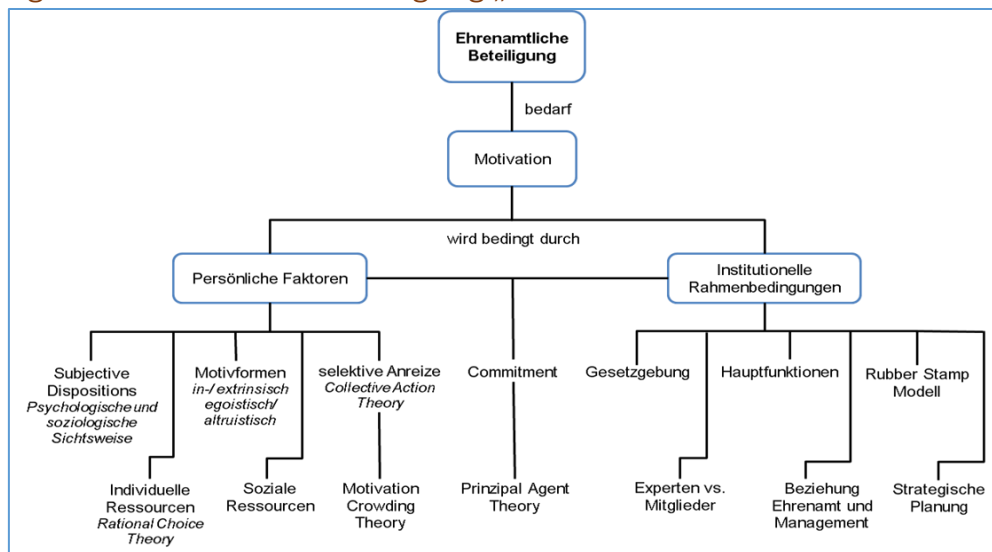 Ehrenamtliche
Beteiligung
bedarf
Motivation
wird bedingt durch
Persönliche Faktoren
Institutionelle
Rahmenbedingungen
Subjective
Dispositions
Psychologische und
soziologische
Sichtsweise
Motivformen
in-/ extrinsisch
egoistisch/
altruistisch
selektive Anreize
Collective Action
Theory
Commitment
Gesetzgebung
Hauptfunktionen
Rubber Stamp
Modell
Individuelle
Ressourcen
Rational Choice
Theory
Soziale
Ressourcen
Motivation
Crowding
Theory
Prinzipal Agent
Theory
Experten vs.
Mitglieder
Beziehung
Ehrenamt und
Management
Strategische
Planung